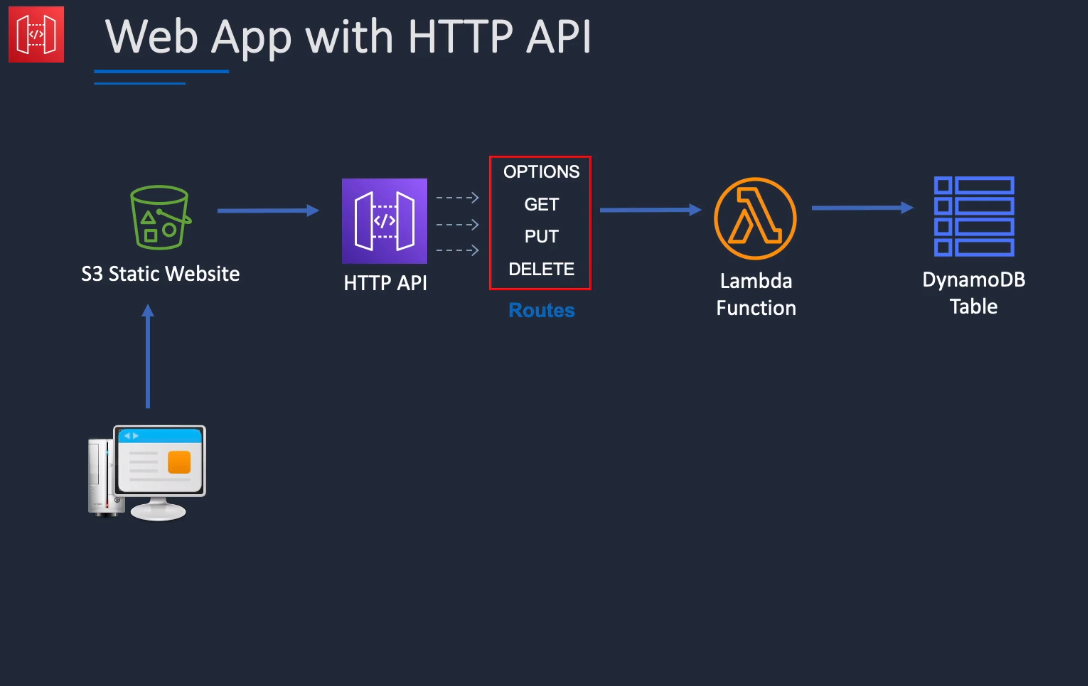 Web App with HTTP API
OPTIONS
GET
PUT
DELETE
Routes
S3 Static Website
HTTP API
Lambda
Function
DynamoDB
Table